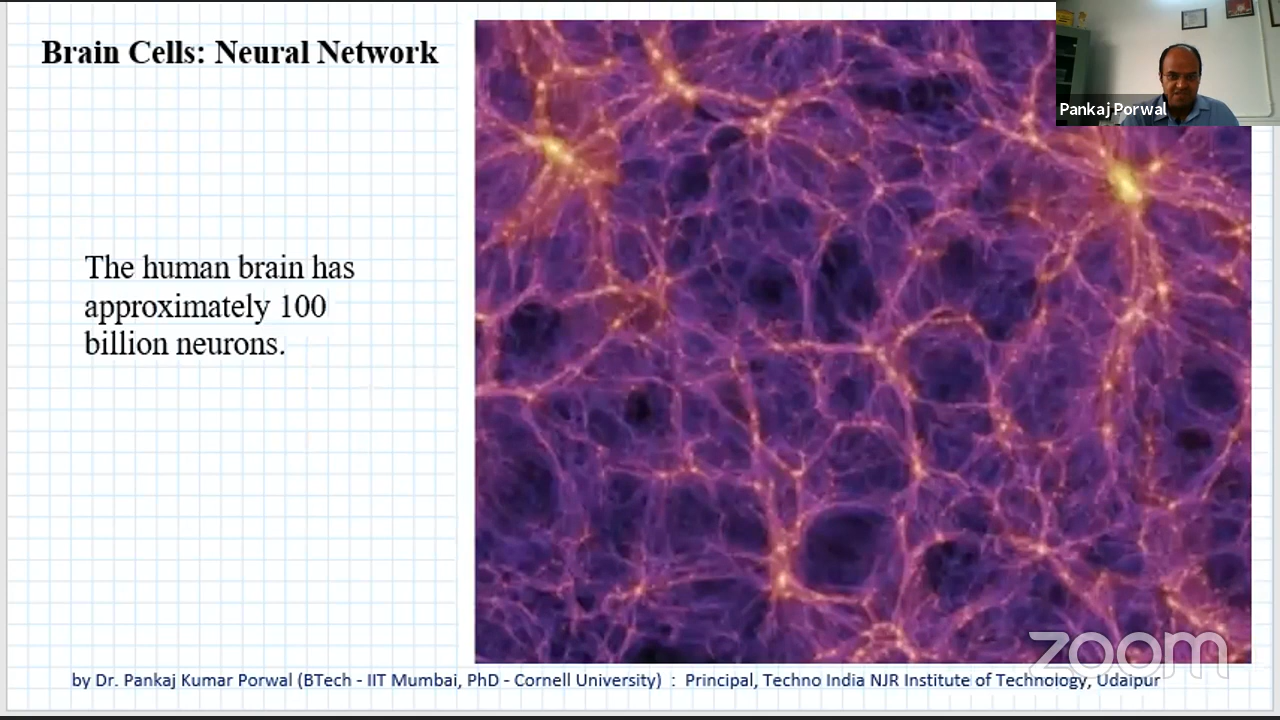 Brain Cells: Neural Network
Pankaj Porwal
The human brain has
approximately 100
billion neurons.
zoom
by Dr. Pankaj Kumar Porwal (BTech - IIT Mumbai, PhD - Cornell University) : Principal, Techno India NJR Institute of Technology, Udaipur